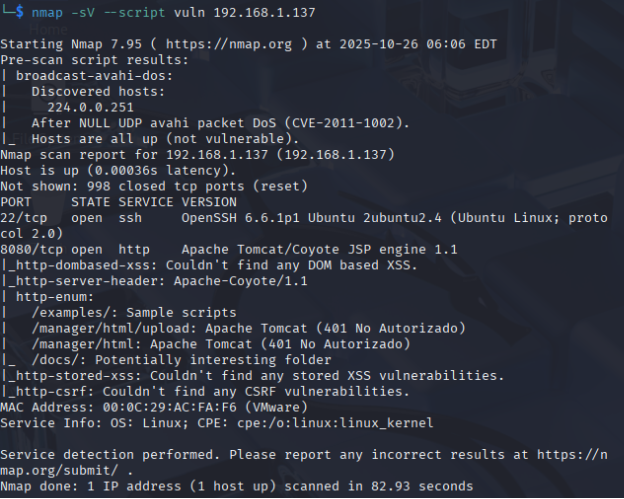 └─$ nmap -sV --script vuln 192.168.1.137
Starting Nmap 7.95 ( https://nmap.org ) at 2025-10-26 06:06 EDT
Pre-scan script results:
| broadcast-avahi-dos:
|   Discovered hosts:
|     224.0.0.251
|   After NULL UDP avahi packet DoS (CVE-2011-1002).
|_  Hosts are all up (not vulnerable).
Nmap scan report for 192.168.1.137 (192.168.1.137)
Host is up (0.00036s latency).
Not shown: 998 closed tcp ports (reset)
PORT     STATE SERVICE VERSION
22/tcp   open  ssh     OpenSSH 6.6.1p1 Ubuntu 2ubuntu2.4 (Ubuntu Linux; proto
col 2.0)
8080/tcp open  http    Apache Tomcat/Coyote JSP engine 1.1
|_http-dombased-xss: Couldn't find any DOM based XSS.
|_http-server-header: Apache-Coyote/1.1
| http-enum:
|   /examples/: Sample scripts
|   /manager/html/upload: Apache Tomcat (401 No Autorizado)
|   /manager/html: Apache Tomcat (401 No Autorizado)
|_  /docs/: Potentially interesting folder
|_http-stored-xss: Couldn't find any stored XSS vulnerabilities.
|_http-csrf: Couldn't find any CSRF vulnerabilities.
MAC Address: 00:0C:29:AC:FA:F6 (VMware)
Service Info: OS: Linux; CPE: cpe:/o:linux:linux_kernel
Service detection performed. Please report any incorrect results at https://n
map.org/submit/ .
Nmap done: 1 IP address (1 host up) scanned in 82.93 seconds